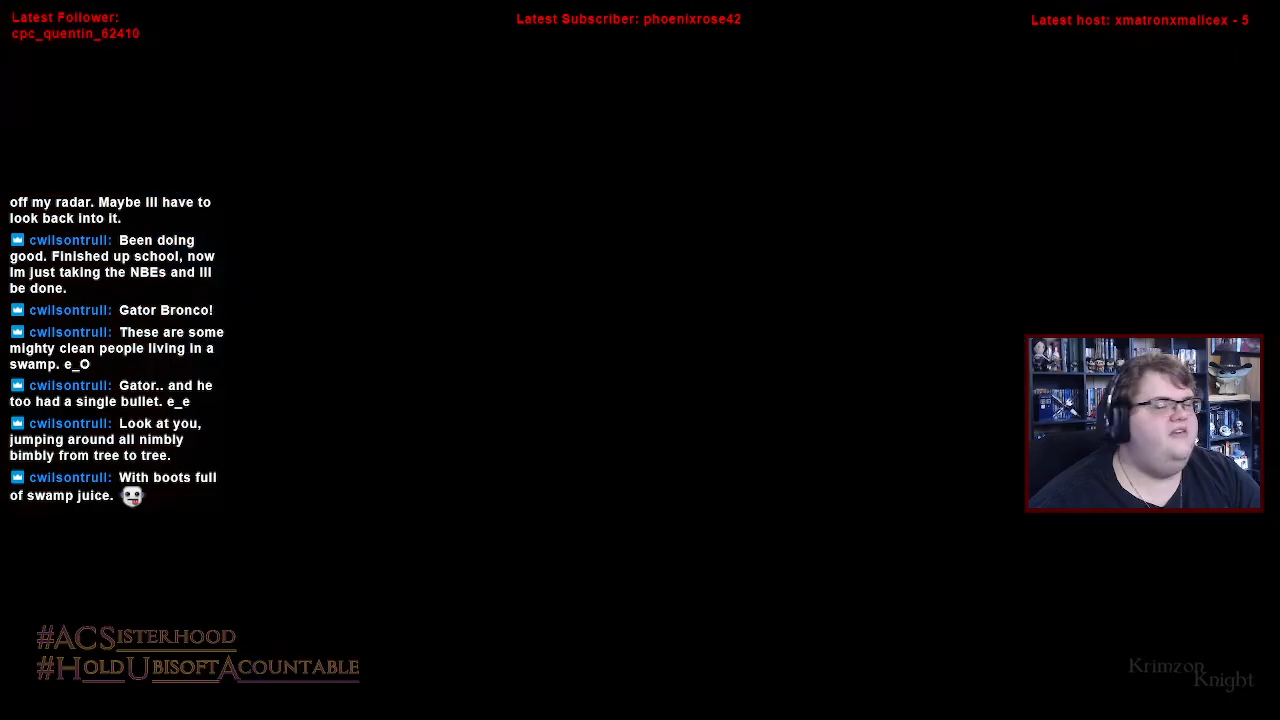 Latest Follower:
cpc_quentin_62410
Latest Subscriber: phoenixrose42
Latest host: xmatronxmalicex - 5
off my radar. Maybe Ill have to
look back into it.
cwilsontrull: Been doing
good. Finished up school, now
Im just taking the NBEs and Ill
be done.
cwilsontrull: Gator Bronco!
cwilsontrull: These are some
mighty clean people living in a
swamp. e_O
cwilsontrull: Gator.. and he
too had a single bullet. e_e
cwilsontrull: Look at you,
jumping around all nimbly
bimbly from tree to tree.
cwilsontrull: With boots full
of swamp juice.
#ACSisterhood
#HoldUbisoftAcountable
Krimzon
Knight